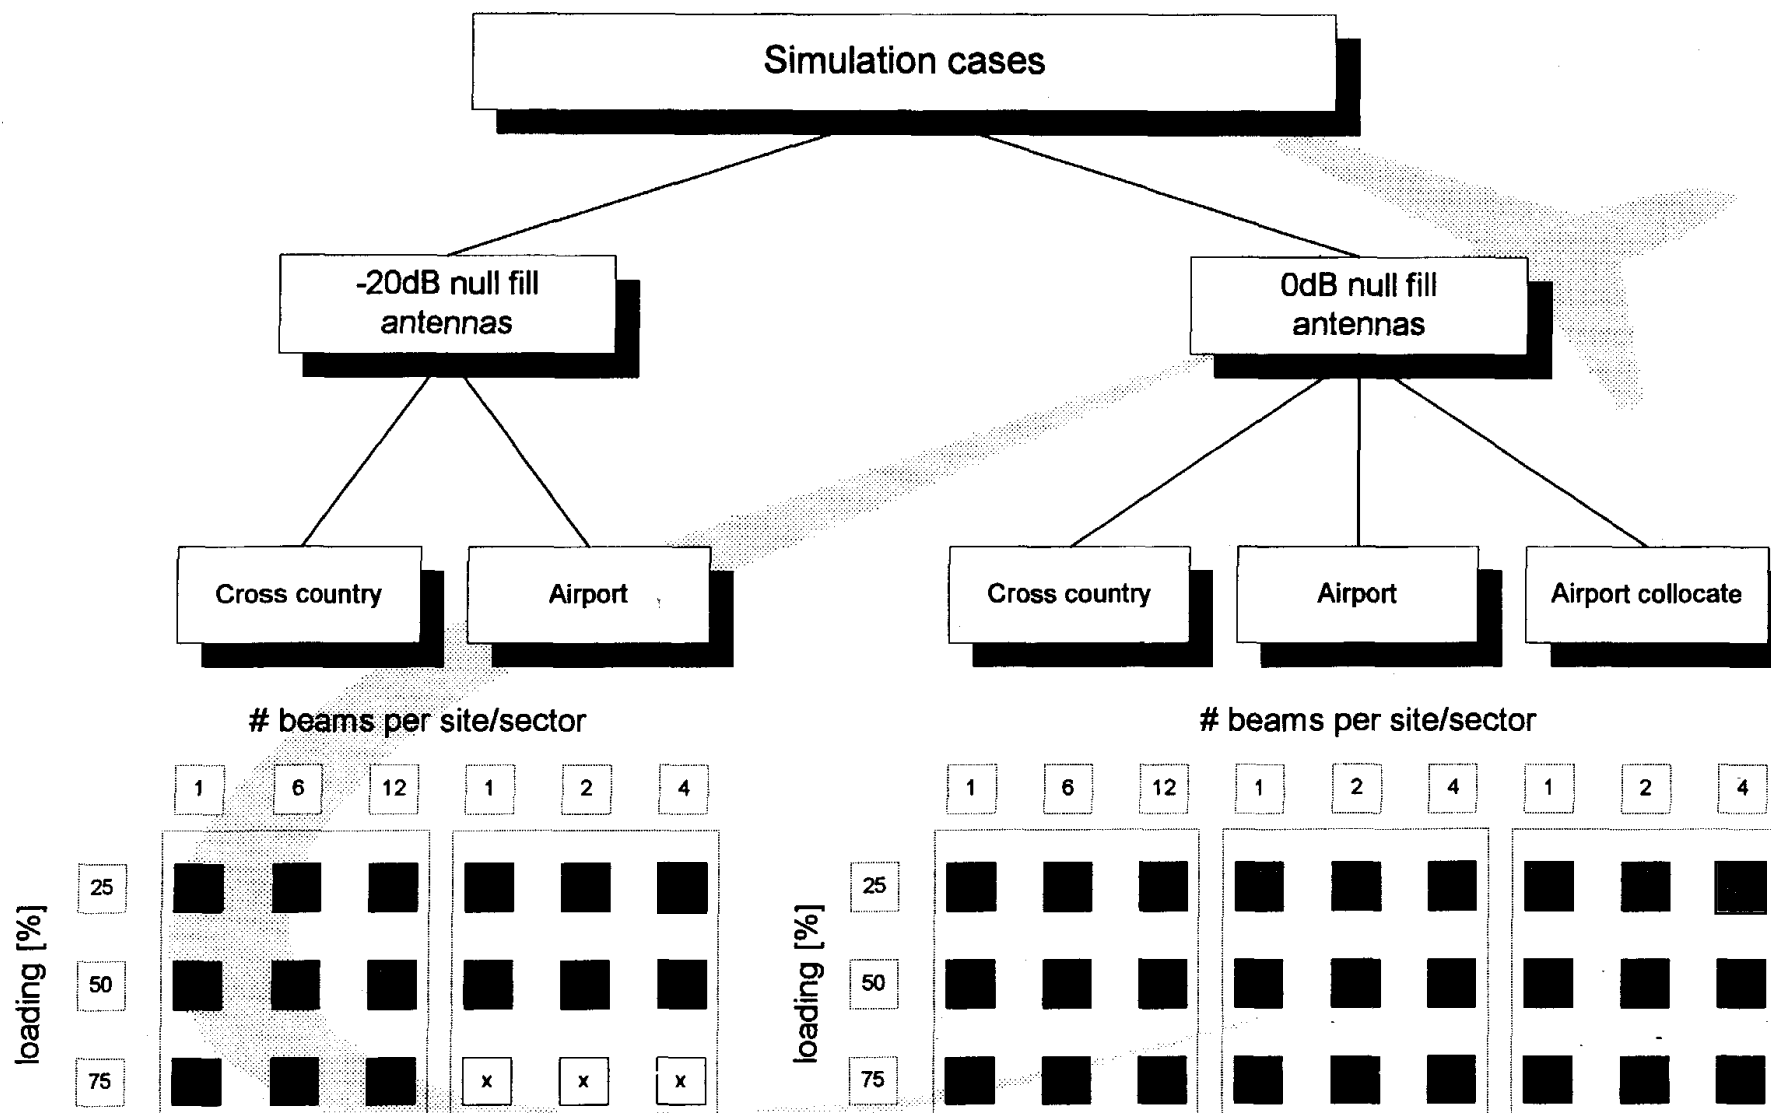 Simulation cases
-20dB null fill
antennas
0dB null fill
antennas
Cross country
Airport
Cross country
Airport
Airport collocate
# beams per site/sector
# beams per site/sector
1 6 12 1 2 4
1 6 12 1 2 4 1 2 4
loading [%]
25
50
75 x x x
loading [%]
25
50
75